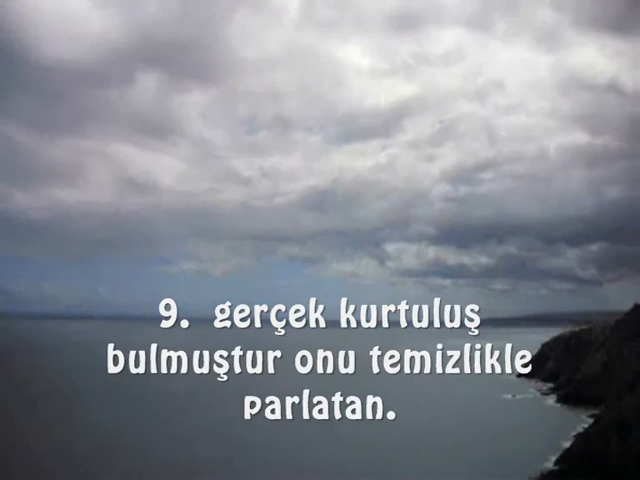 9. gerçek kurtuluş
bulmuştur onu temizlikle
parlatan.